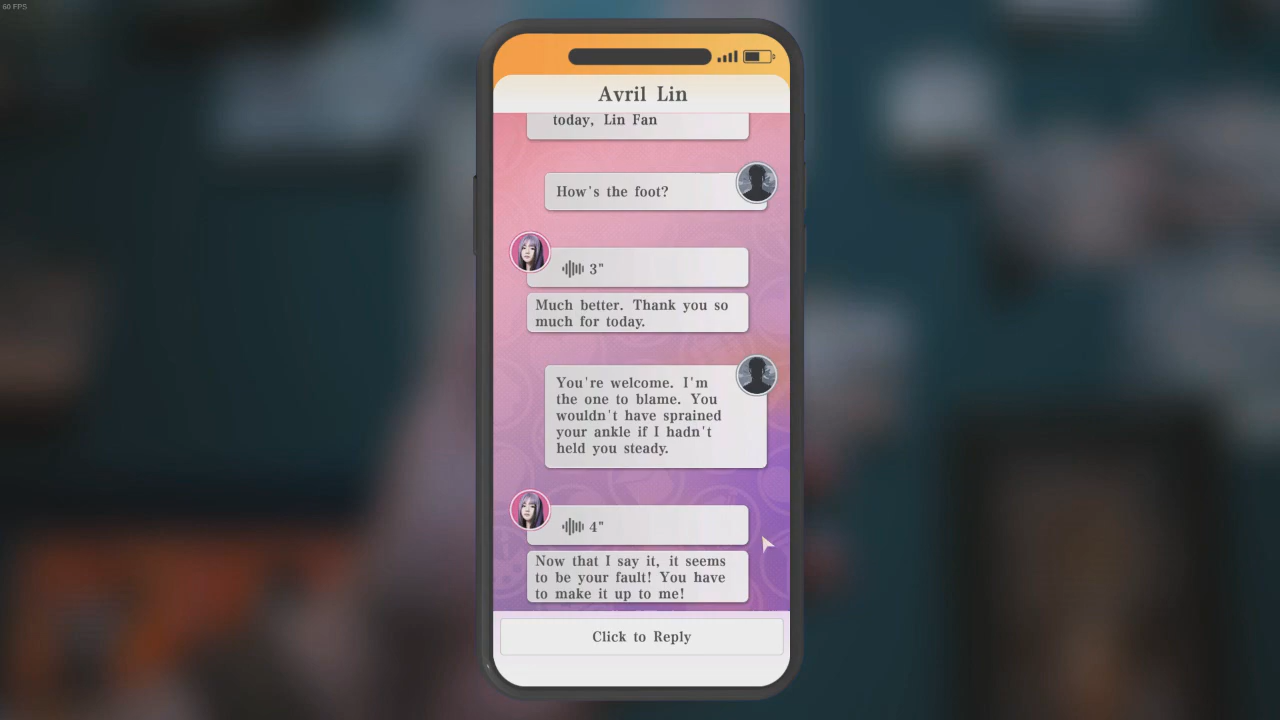 60 FPS
Avril Lin
today, Lin Fan
How's the foot?
3"
Much better. Thank you so
much for today.
You're welcome. I'm
the one to blame. You
wouldn't have sprained
your ankle if I hadn't
held you steady.
4"
Now that I say it, it seems
to be your fault! You have
to make it up to me!
Click to Reply